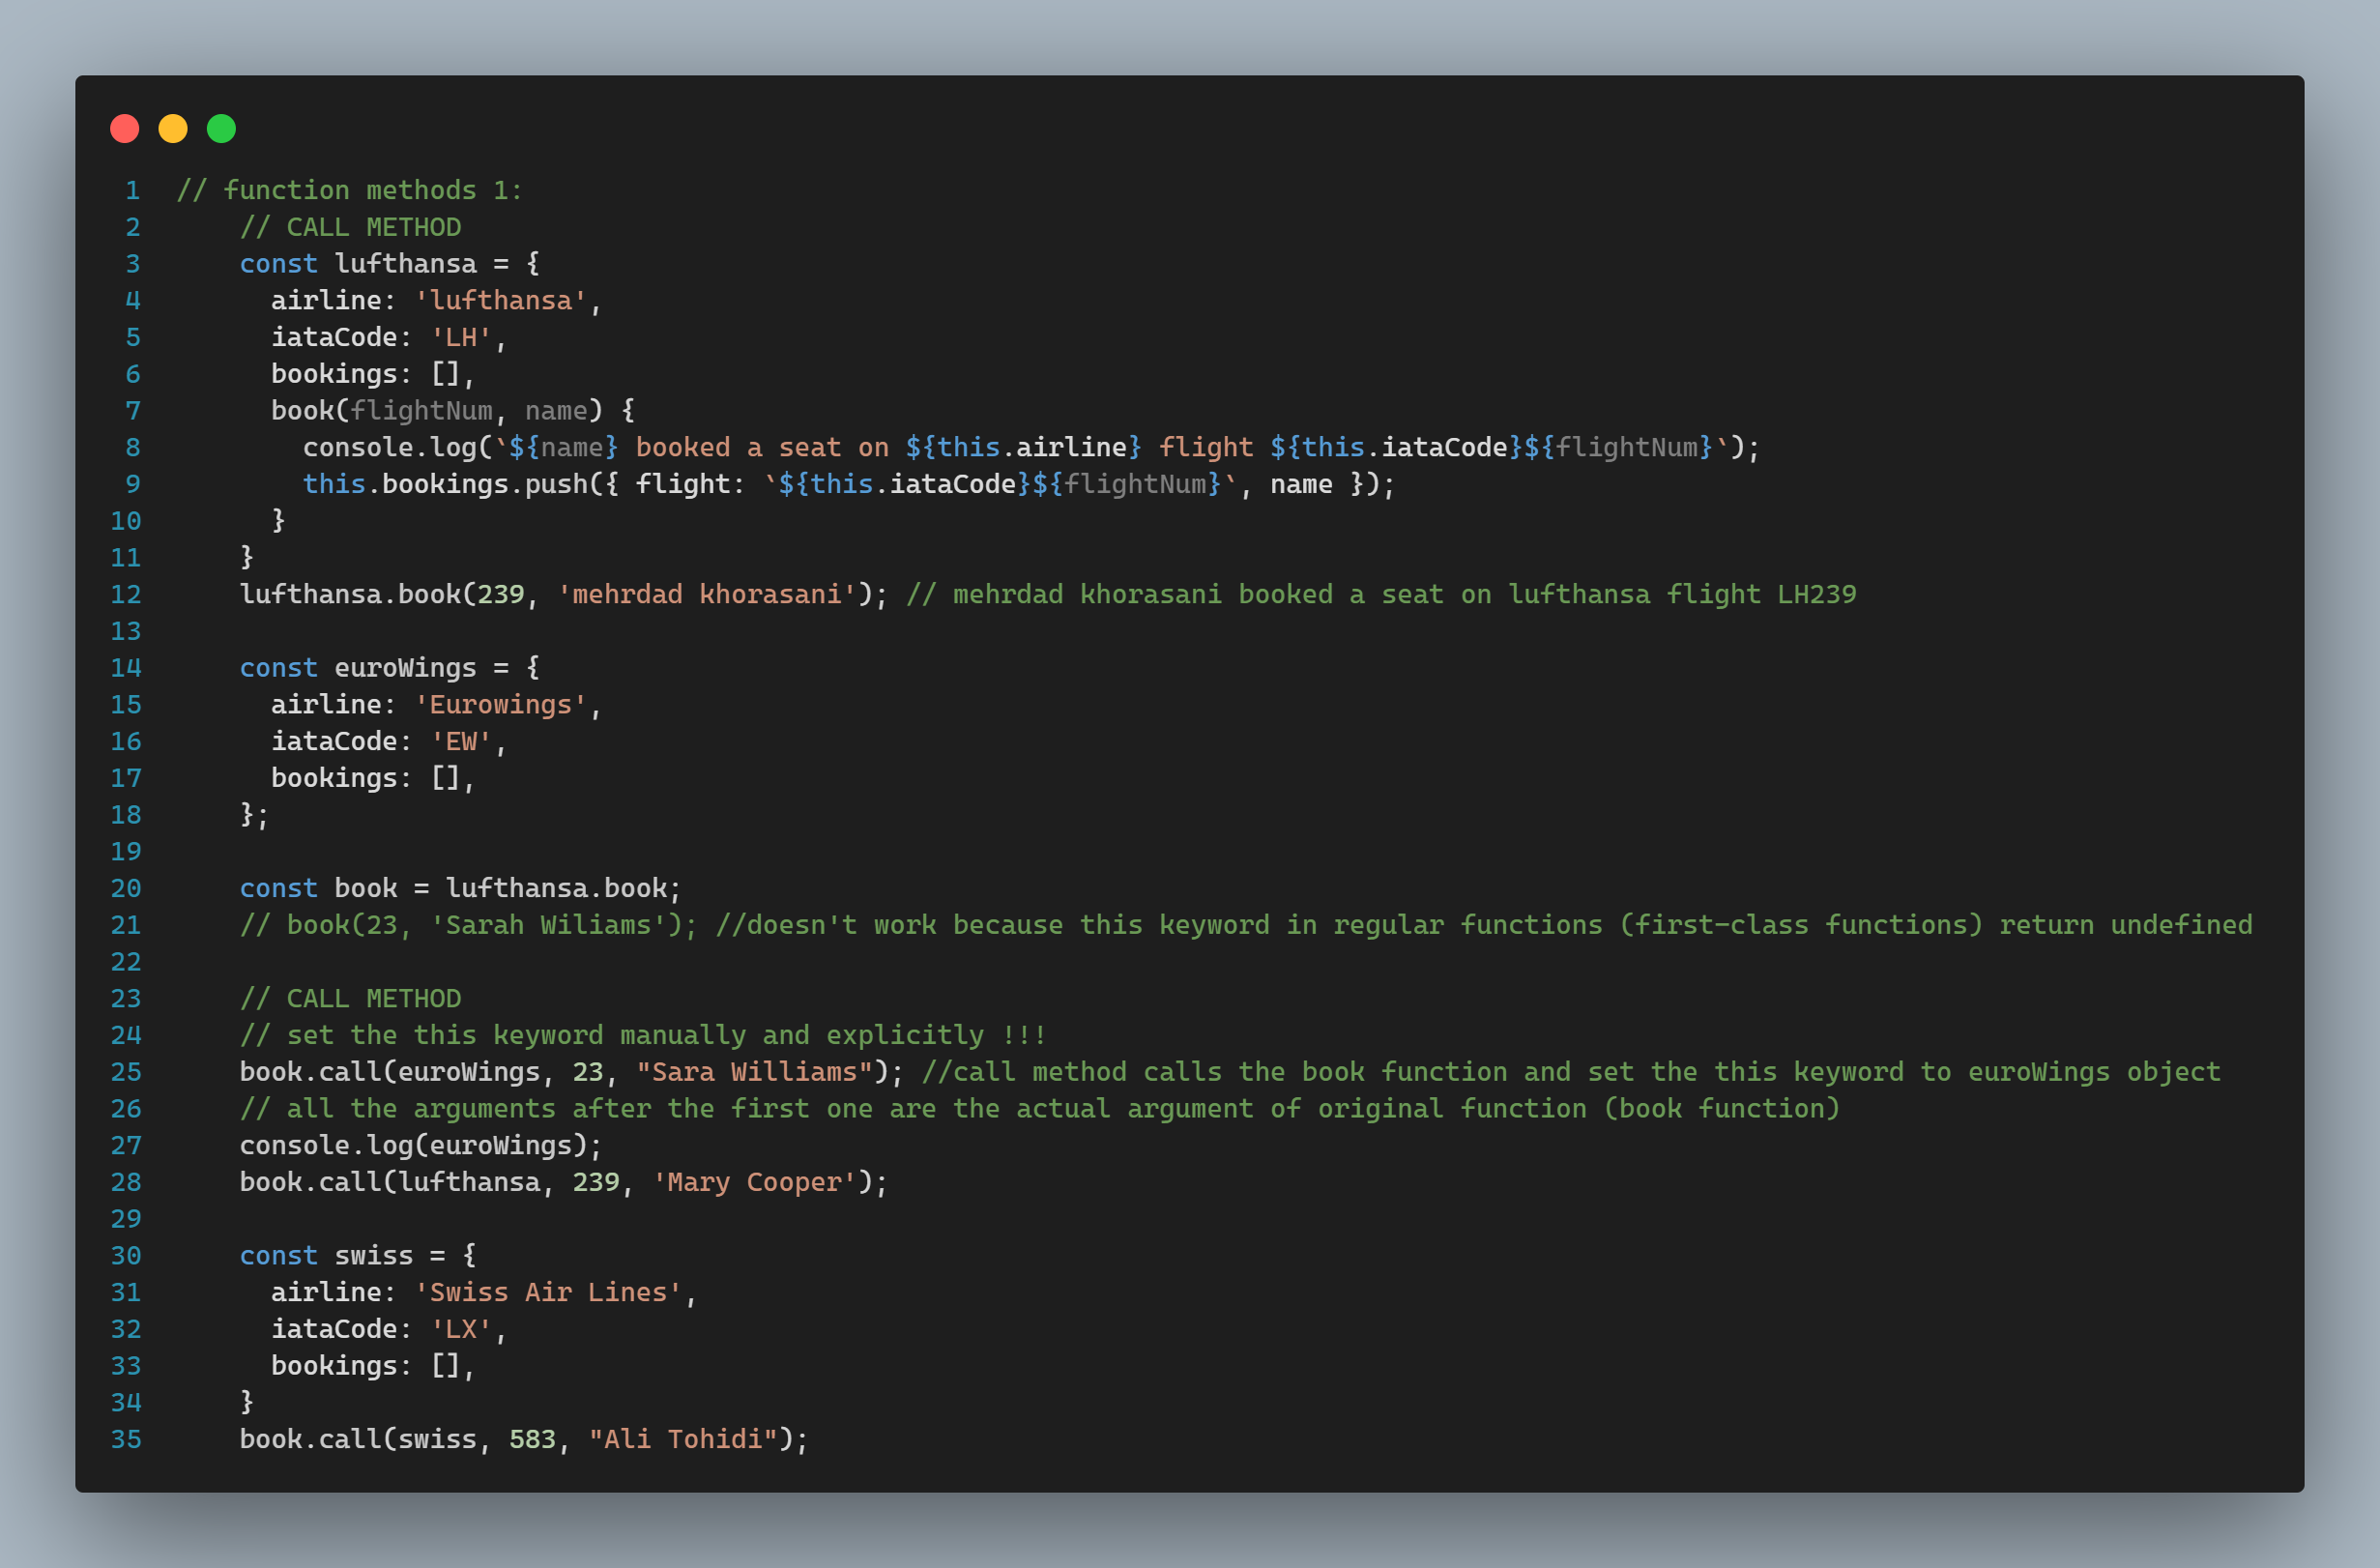 1 // function methods 1:
2 // CALL METHOD
3 const lufthansa = {
4 airline: 'lufthansa',
5 iataCode: 'LH',
6 bookings: [],
7 book(flightNum, name) {
8 console.log(`${name} booked a seat on ${this.airline} flight ${this.iataCode}${flightNum}`);
9 this.bookings.push({ flight: `${this.iataCode}${flightNum}`, name });
10 }
11 }
12 lufthansa.book(239, 'mehrdad khorasani'); // mehrdad khorasani booked a seat on lufthansa flight LH239
13
14 const euroWings = {
15 airline: 'Eurowings',
16 iataCode: 'EW',
17 bookings: [],
18 };
19
20 const book = lufthansa.book;
21 // book(23, 'Sarah Wiliams'); //doesn't work because this keyword in regular functions (first-class functions) return undefined
22
23 // CALL METHOD
24 // set the this keyword manually and explicitly !!!
25 book.call(euroWings, 23, "Sara Williams"); //call method calls the book function and set the this keyword to euroWings object
26 // all the arguments after the first one are the actual argument of original function (book function)
27 console.log(euroWings);
28 book.call(lufthansa, 239, 'Mary Cooper');
29
30 const swiss = {
31 airline: 'Swiss Air Lines',
32 iataCode: 'LX',
33 bookings: [],
34 }
35 book.call(swiss, 583, "Ali Tohidi");